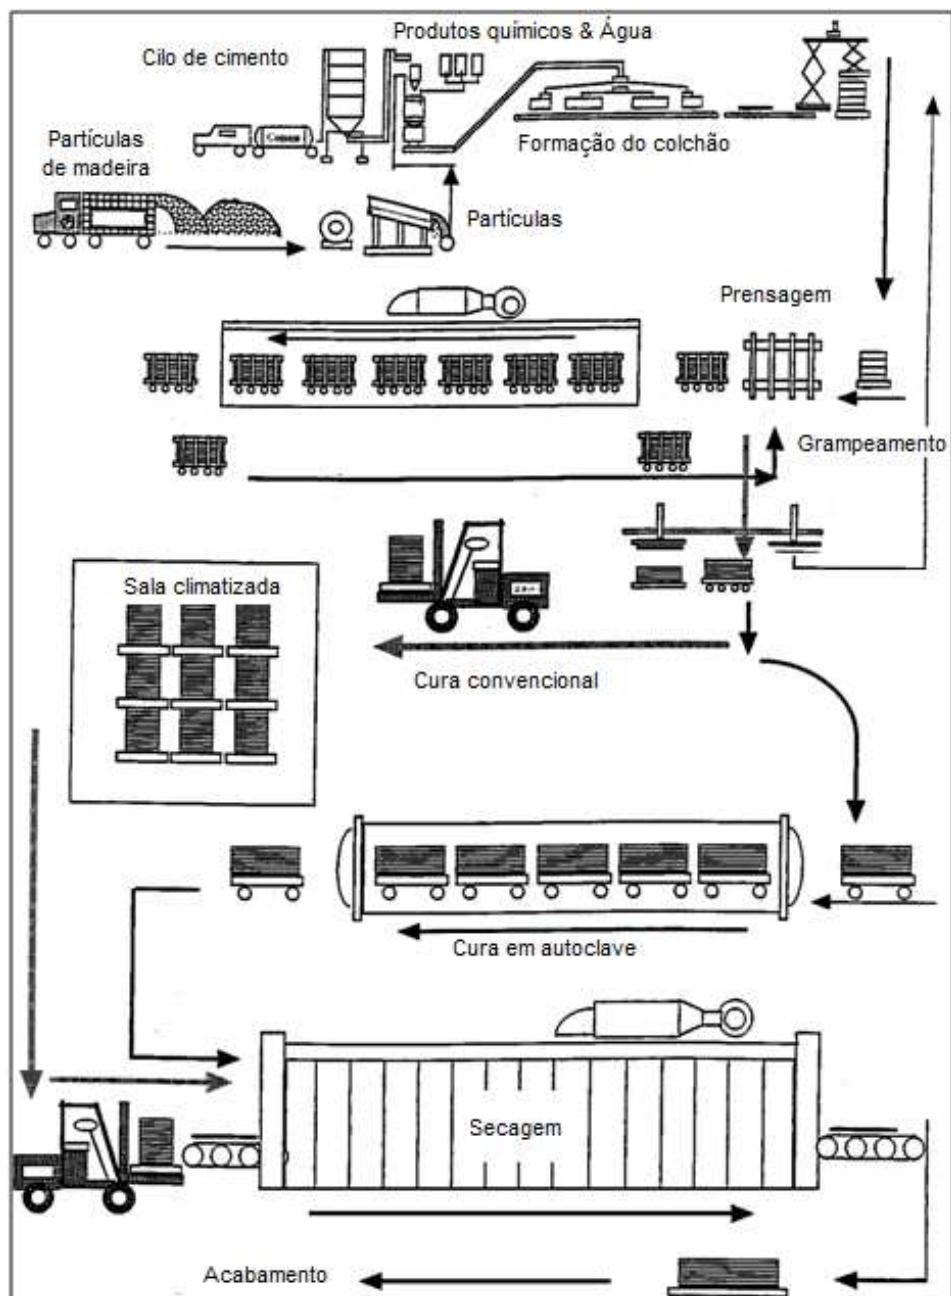 Produtos químicos & Água
Cilo de cimento
Partículas
de madeira
Formação do colchão
Partículas
Prensagem
Grampeamento
Sala climatizada
Cura convencional
Cura em autoclave
Secagem
Acabamento